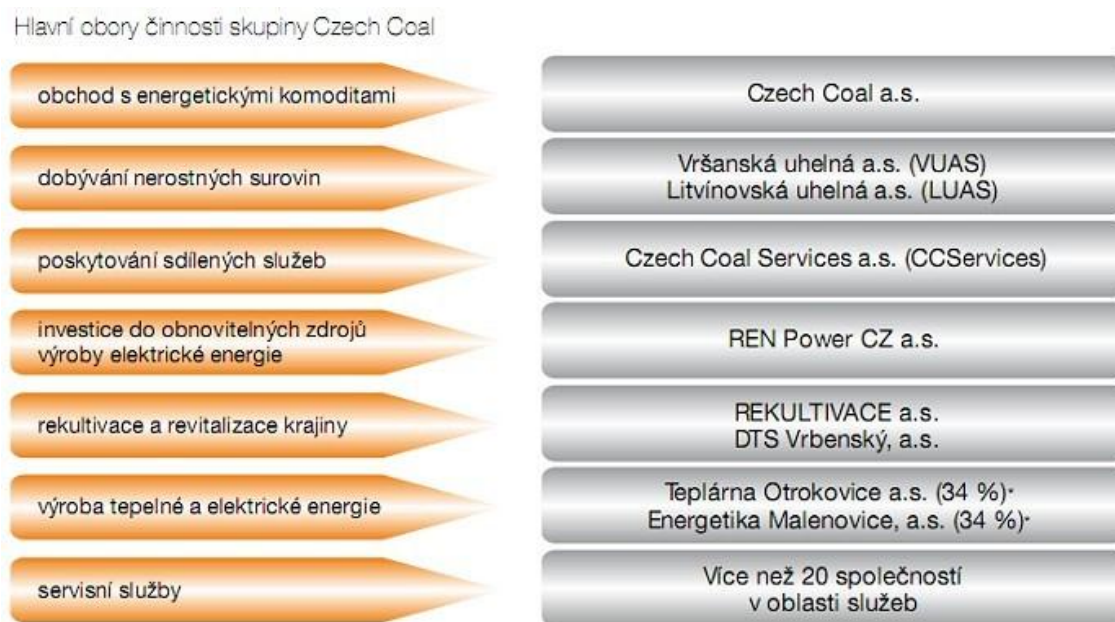 Hlavní obory činnosti skupiny Czech Coal
obchod s energetickými komoditami
Czech Coal a.s.
dobývání nerostných surovin
Vršanská uhelná a.s. (VUAS)
Litvínovská uhelná a.s. (LUAS)
poskytování sdílených služeb
Czech Coal Services a.s. (CCServices)
investice do obnovitelných zdrojů
výroby elektrické energie
REN Power CZ a.s.
rekultivace a revitalizace krajiny
REKULTIVACE a.s.
DTS Vrbenský, a.s.
výroba tepelné a elektrické energie
Teplárna Otrokovice a.s. (34 %)*
Energetika Malenovice, a.s. (34 %)*
servisní služby
Více než 20 společností
v oblasti služeb